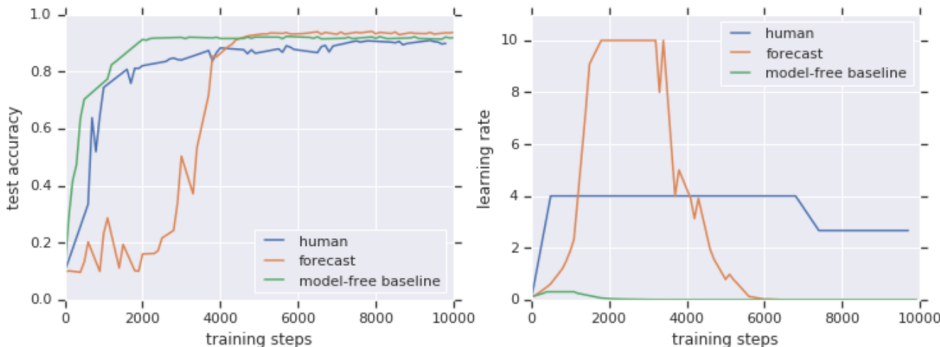 1.0
0.8
0.6
0.4
0.2
0.0
test accuracy
0 2000 4000 6000 8000 10000
training steps
human
forecast
model-free baseline
10
8
6
4
2
0
learning rate
0 2000 4000 6000 8000 10000
training steps
human
forecast
model-free baseline